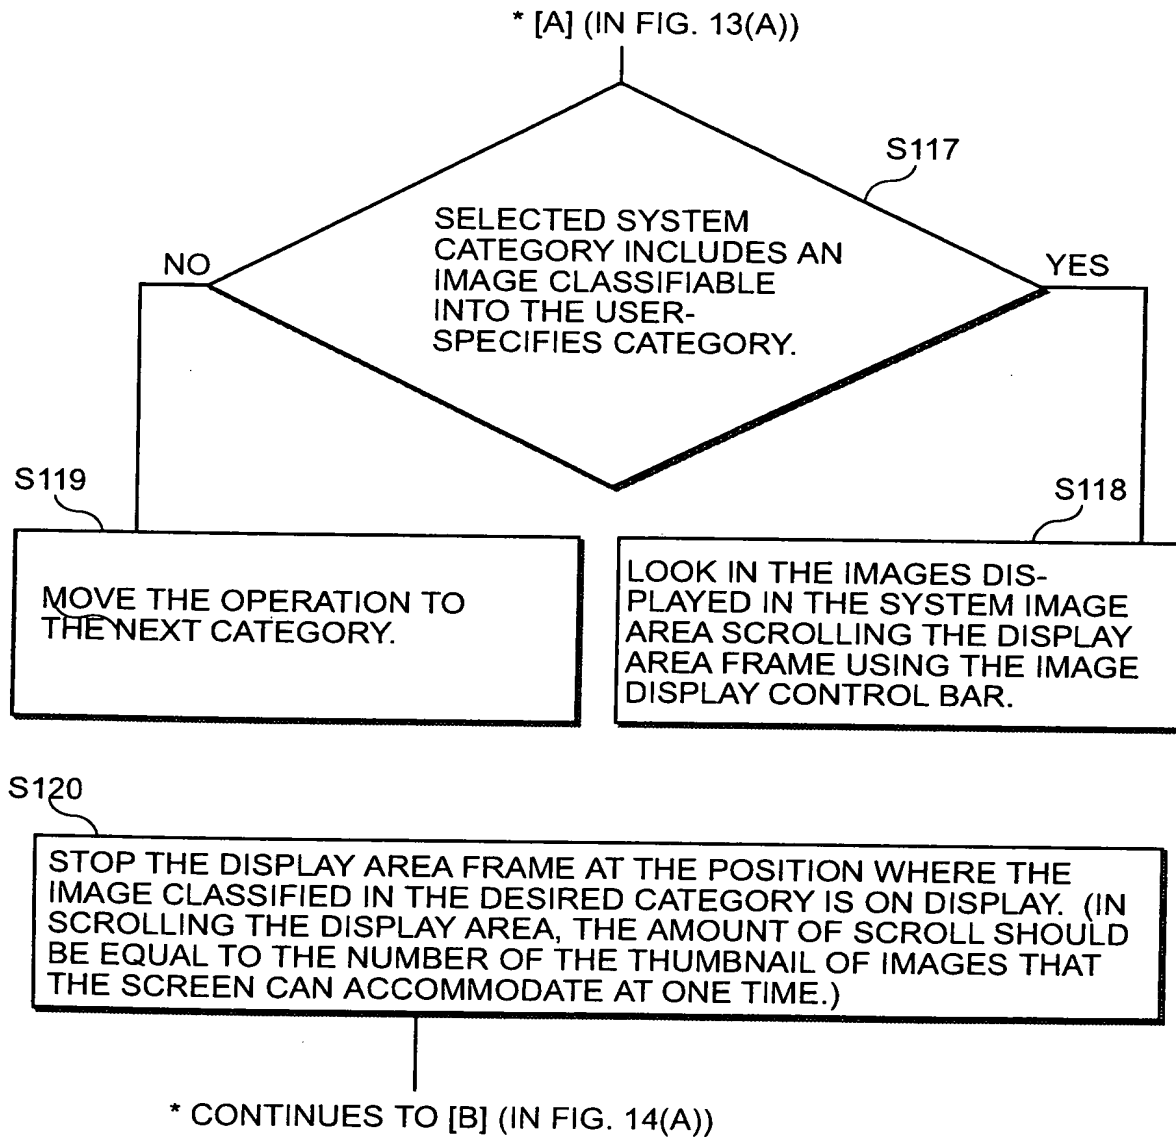 * [A] (IN FIG. 13(A))
S117
SELECTED SYSTEM
CATEGORY INCLUDES AN
IMAGE CLASSIFIABLE
INTO THE USER-
SPECIFIES CATEGORY.
NO
YES
S119
MOVE THE OPERATION TO
THE NEXT CATEGORY.
S118
LOOK IN THE IMAGES DIS-
PLAYED IN THE SYSTEM IMAGE
AREA SCROLLING THE DISPLAY
AREA FRAME USING THE IMAGE
DISPLAY CONTROL BAR.
S120
STOP THE DISPLAY AREA FRAME AT THE POSITION WHERE THE
IMAGE CLASSIFIED IN THE DESIRED CATEGORY IS ON DISPLAY. (IN
SCROLLING THE DISPLAY AREA, THE AMOUNT OF SCROLL SHOULD
BE EQUAL TO THE NUMBER OF THE THUMBNAIL OF IMAGES THAT
THE SCREEN CAN ACCOMMODATE AT ONE TIME.)
* CONTINUES TO [B] (IN FIG. 14(A))